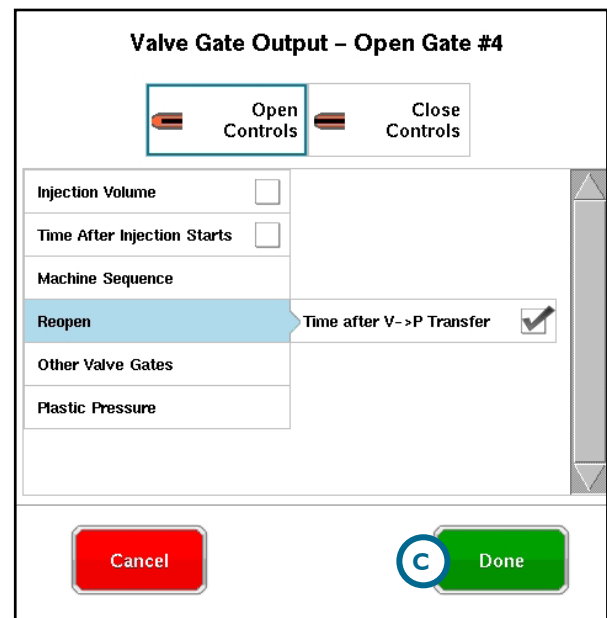 Valve Gate Output – Open Gate #4
Open
Controls
Close
Controls
Injection Volume
Time After Injection Starts
Machine Sequence
Reopen
Time after V->P Transfer
Other Valve Gates
Plastic Pressure
Cancel
C
Done